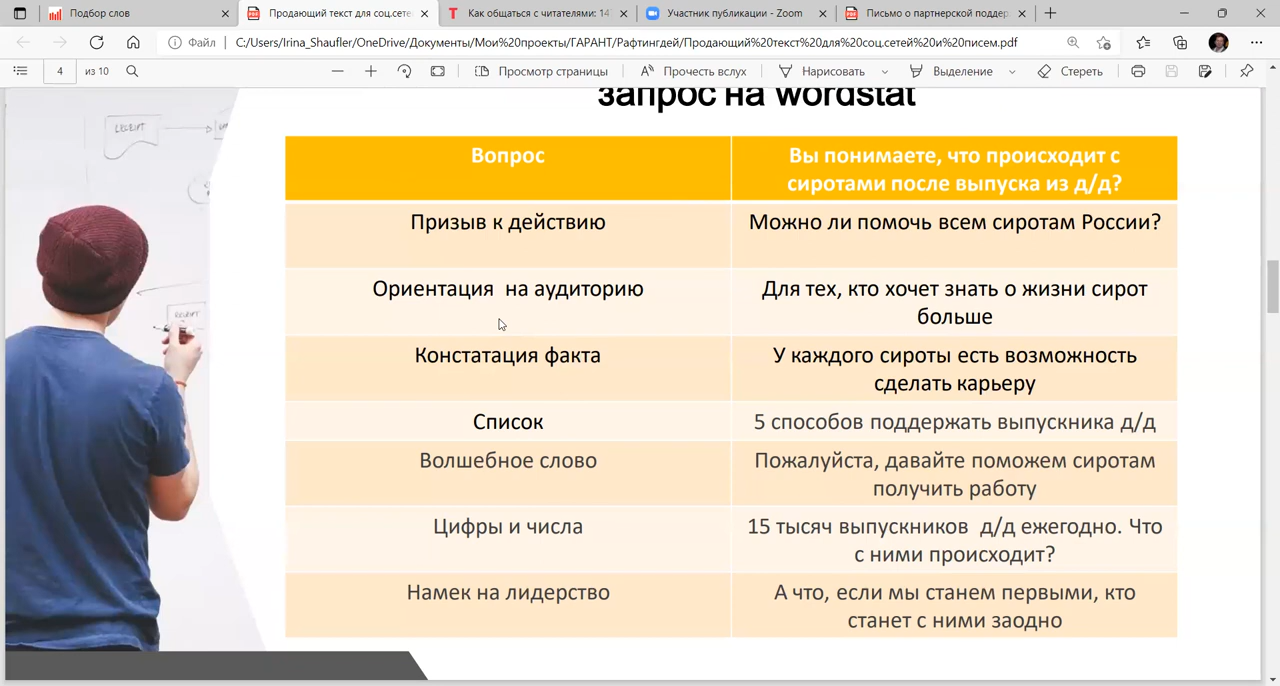 Подбор слов
Продающий текст для соц.сете
Как общаться с читателями: 14
Участник публикации - Zoom
Письмо о партнерской поддер
Файл
C:/Users/Irina_Shaufler/OneDrive/Документы/Мои%20проекты/ГАРАНТ/Рафтингдей/Продающий%20текст%20для%20соц.сетей%20и%20писем.pdf
4 из 10
Просмотр страницы
Прочесть вслух
Нарисовать
Выделение
Стереть
запрос на wordstat
RECEIPT
RECEIPT
Вопрос
Вы понимаете, что происходит с
сиротами после выпуска из д/д?
Призыв к действию
Можно ли помочь всем сиротам России?
Ориентация на аудиторию
Для тех, кто хочет знать о жизни сирот
больше
Констатация факта
У каждого сироты есть возможность
сделать карьеру
Список
5 способов поддержать выпускника д/д
Волшебное слово
Пожалуйста, давайте поможем сиротам
получить работу
Цифры и числа
15 тысяч выпускников д/д ежегодно. Что
с ними происходит?
Намек на лидерство
А что, если мы станем первыми, кто
станет с ними заодно